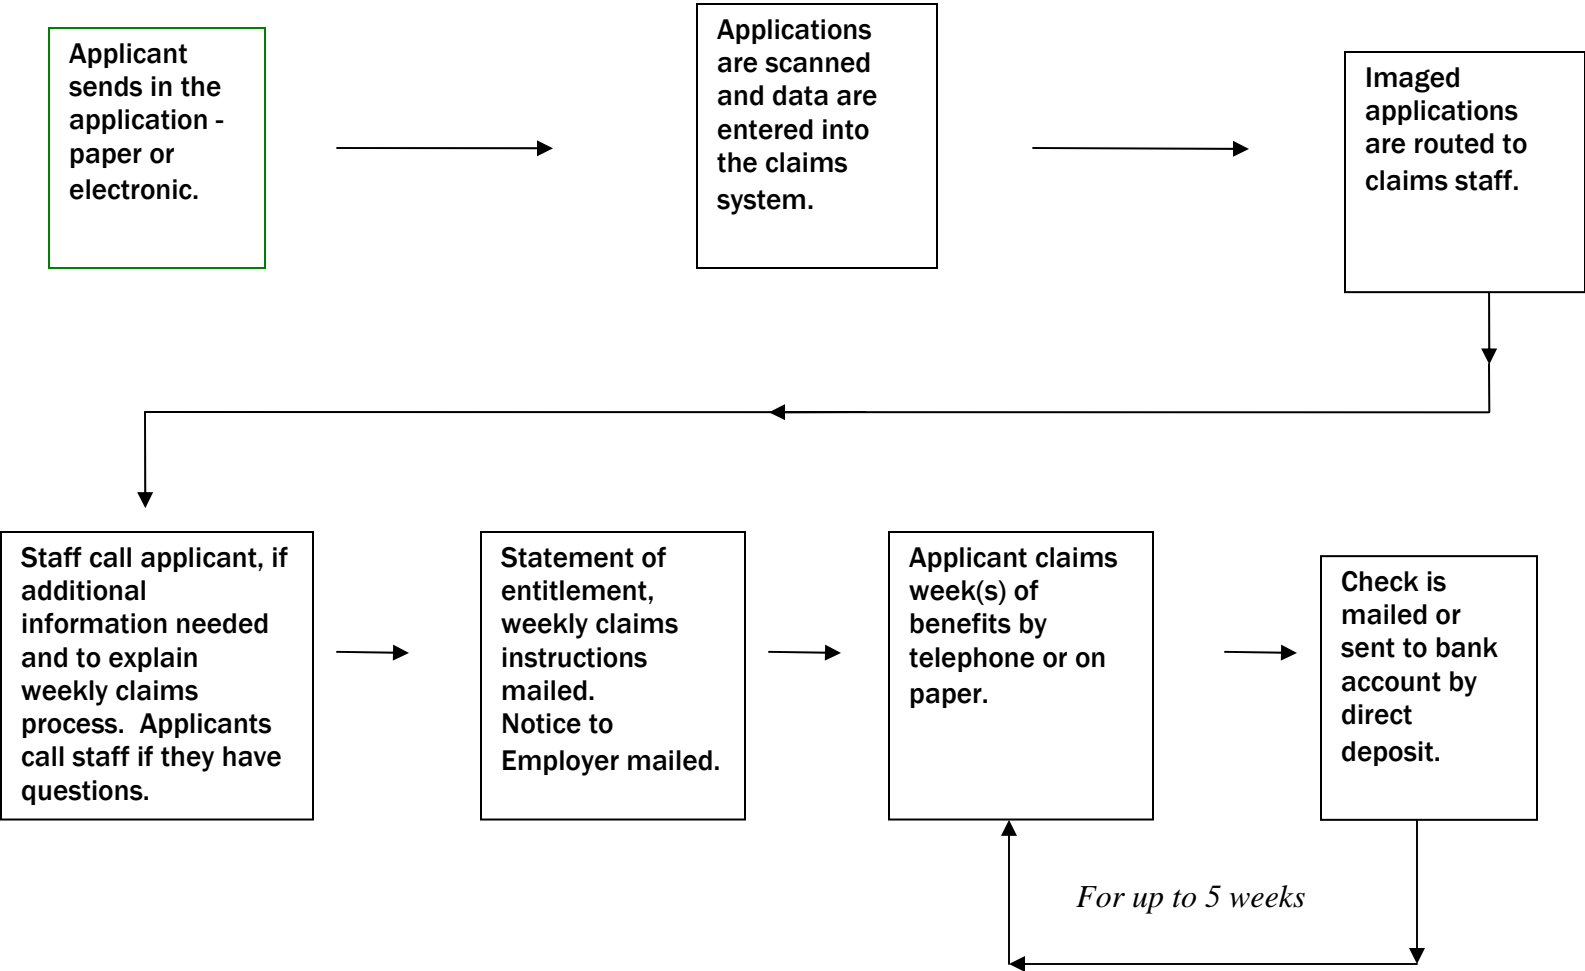 Applicant
sends in the
application -
paper or
electronic.
Applications
are scanned
and data are
entered into
the claims
system.
Imaged
applications
are routed to
claims staff.
Staff call applicant, if
additional
information needed
and to explain
weekly claims
process.  Applicants
call staff if they have
questions.
Statement of
entitlement,
weekly claims
instructions
mailed.
Notice to
Employer mailed.
Applicant claims
week(s) of
benefits by
telephone or on
paper.
Check is
mailed or
sent to bank
account by
direct
deposit.
For up to 5 weeks